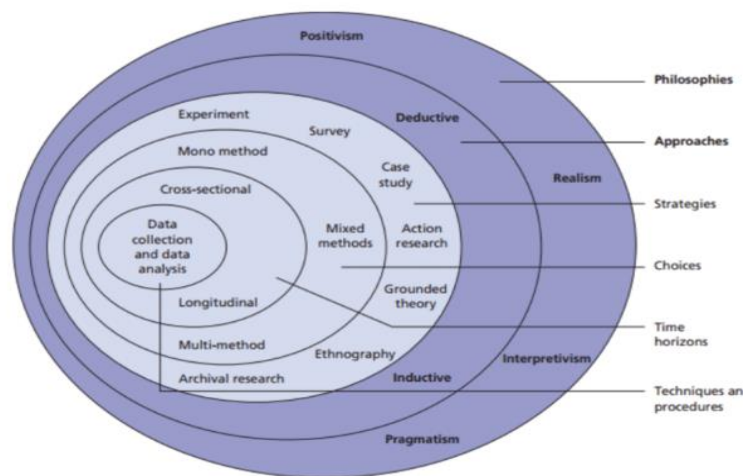 Positivism
Philosophies
Experiment
Deductive
Survey
Approaches
Mono method
Case
study
Realism
Cross-sectional
Strategies
Data
collection
and data
analysis
Mixed
methods
Action
research
Choices
Grounded
theory
Longitudinal
Time
horizons
Multi-method
Ethnography
Interpretivism
Archival research
Inductive
Techniques an
procedures
Pragmatism